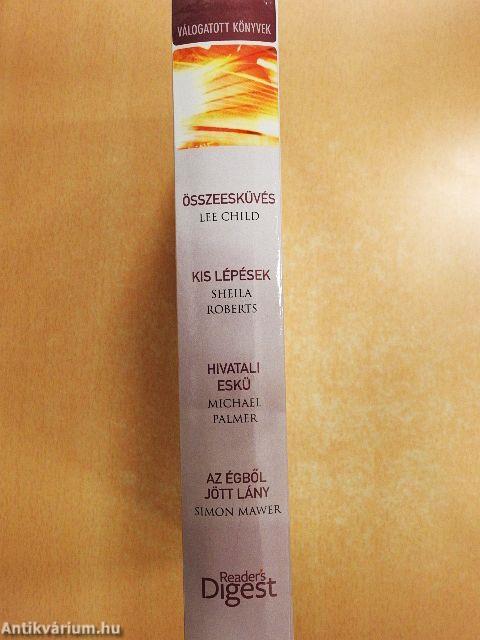 VÁLOGATOTT KÖNYVEK
ÖSSZEESKÜVÉS
LEE CHILD
KIS LÉPÉSEK
SHEILA
ROBERTS
HIVATALI
ESKÜ
MICHAEL
PALMER
AZ ÉGBŐL
JÖTT LÁNY
SIMON MAWER
Reader's
Digest
Antikvárium.hu